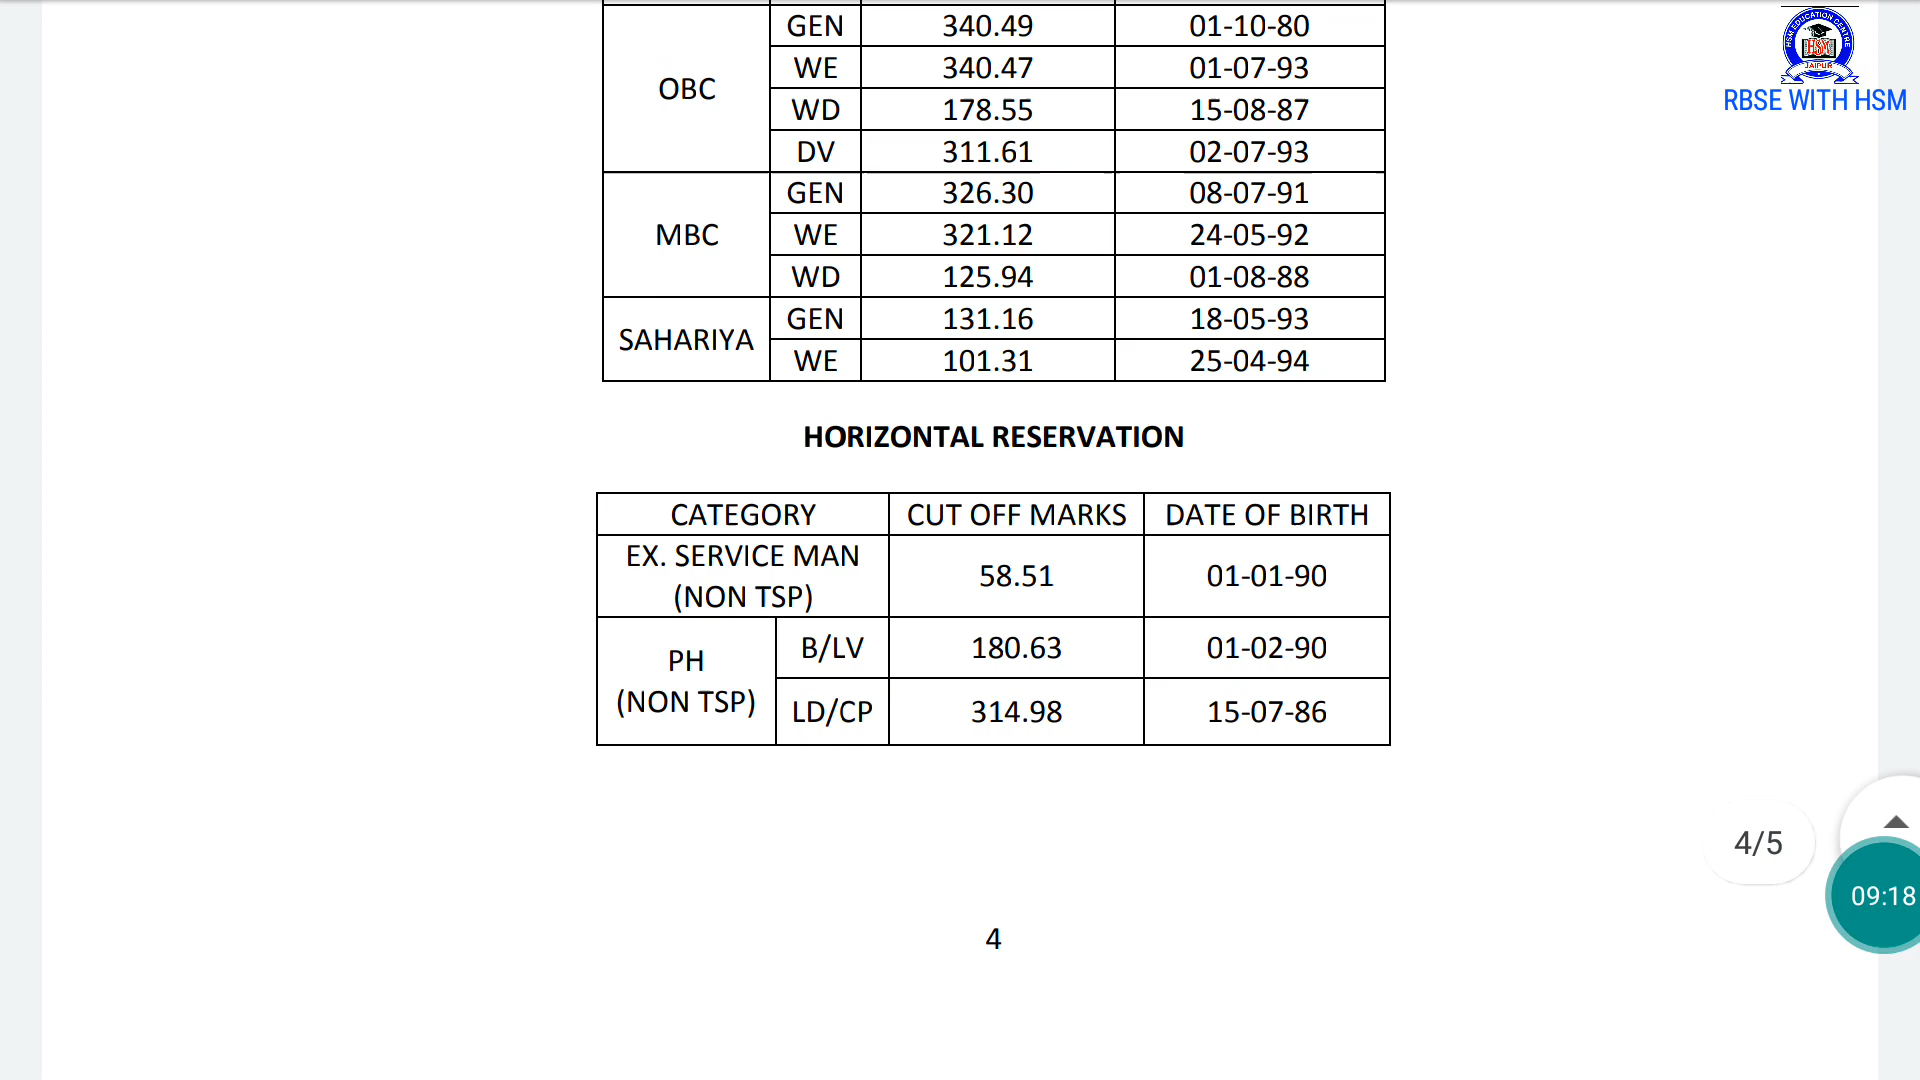 OBC GEN 340.49 01-10-80
WE 340.47 01-07-93
WD 178.55 15-08-87
DV 311.61 02-07-93
MBC GEN 326.30 08-07-91
WE 321.12 24-05-92
WD 125.94 01-08-88
SAHARIYA GEN 131.16 18-05-93
WE 101.31 25-04-94
HORIZONTAL RESERVATION
CATEGORY CUT OFF MARKS DATE OF BIRTH
EX. SERVICE MAN
(NON TSP) 58.51 01-01-90
PH
(NON TSP) B/LV 180.63 01-02-90
LD/CP 314.98 15-07-86
4
HSM EDUCATION CENTRE
HSM
JAIPUR
RBSE WITH HSM
4/5
09:18